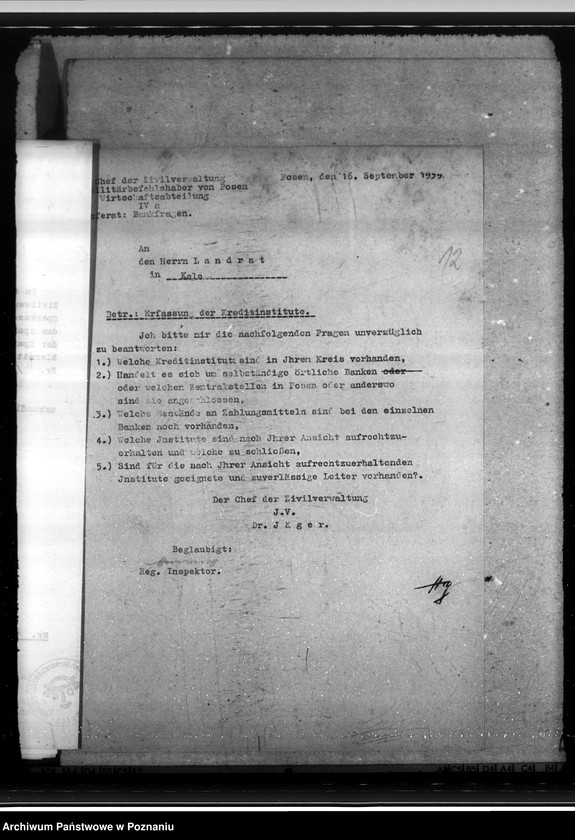 Chef der Zivilverwaltung
Militärbefehlshaber von Posen
Wirtschaftsabteilung
IV a
Referat: Bankfragen.
Posen, den 16. September 1939.
12
An
den Herrn L a n d r a t
in Kolo
Betr.: Erfassung der Kreditinstitute.
Jch bitte mir die nachfolgenden Fragen unverzüglich
zu beantworten:
1.) Welche Kreditinstitute sind in Jhrem Kreis vorhanden,
2.) Handelt es sich um selbständige örtliche Banken oder
oder welchen Zentralstellen in Posen oder anderswo
sind sie angeschlossen,
3.) Welche Bestände an Zahlungsmitteln sind bei den einzelnen
Banken noch vorhanden,
4.) Welche Jnstitute sind nach Jhrer Ansicht aufrechtzu-
erhalten und welche zu schließen,
5.) Sind für die nach Jhrer Ansicht aufrechtzuerhaltenden
Jnstitute geeignete und zuverlässige Leiter vorhanden?.
Der Chef der Zivilverwaltung
J.V.
Dr. J ä g e r.
Beglaubigt:
Reg. Inspektor.
Archiwum Państwowe w Poznaniu